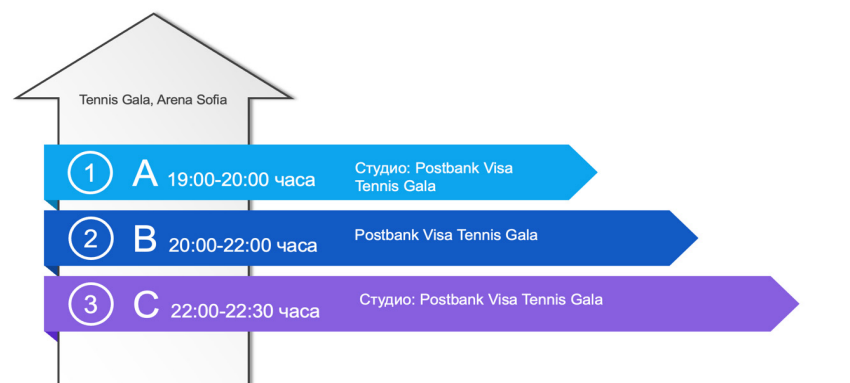 Tennis Gala, Arena Sofia
1 A 19:00-20:00 часа Студио: Postbank Visa
Tennis Gala
2 B 20:00-22:00 часа Postbank Visa Tennis Gala
3 C 22:00-22:30 часа Студио: Postbank Visa Tennis Gala